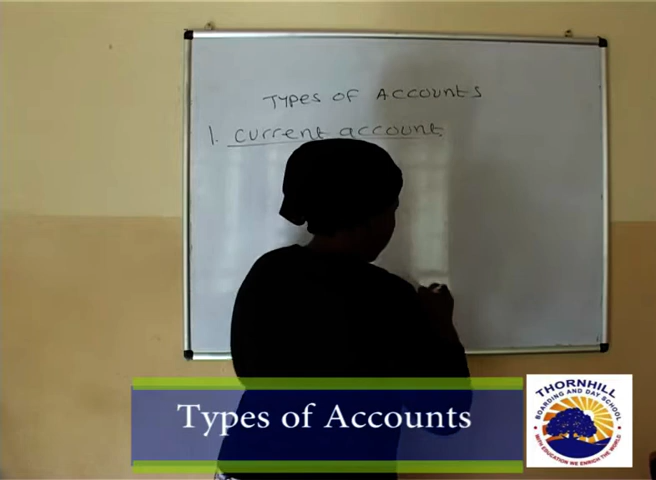 TYPES OF ACCOUNTS
1. current account
Types of Accounts
THORNHILL
BOARDING AND DAY SCHOOL
WITH EDUCATION WE ENRICH THE WORLD